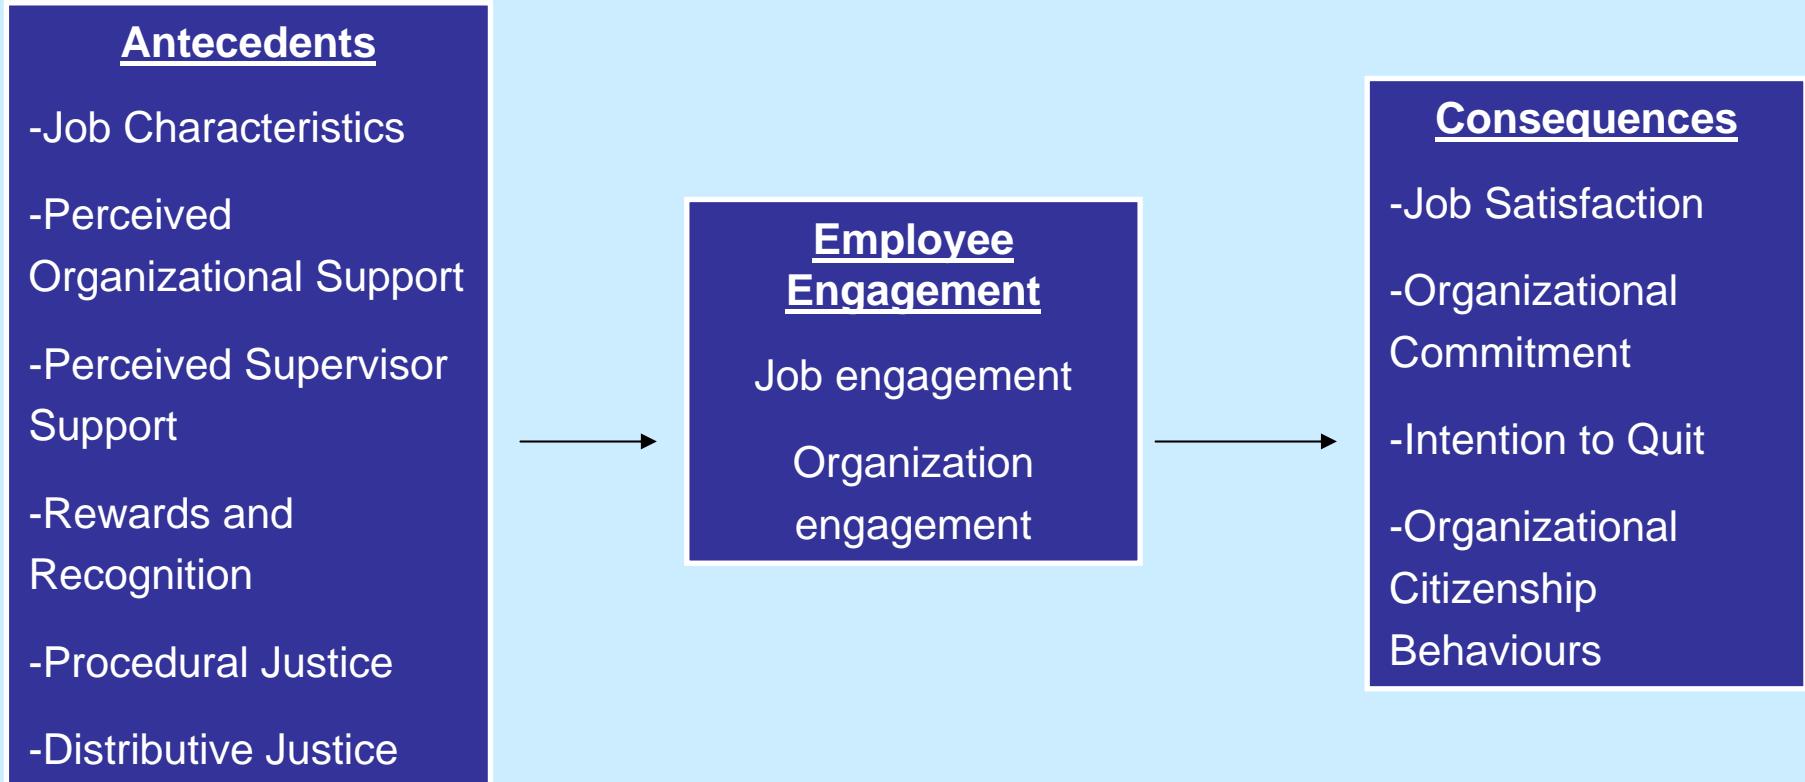 Antecedents
-Job Characteristics
-Perceived
Organizational Support
-Perceived Supervisor
Support
-Rewards and
Recognition
-Procedural Justice
-Distributive Justice
Employee
Engagement
Job engagement
Organization
engagement
Consequences
-Job Satisfaction
-Organizational
Commitment
-Intention to Quit
-Organizational
Citizenship
Behaviours